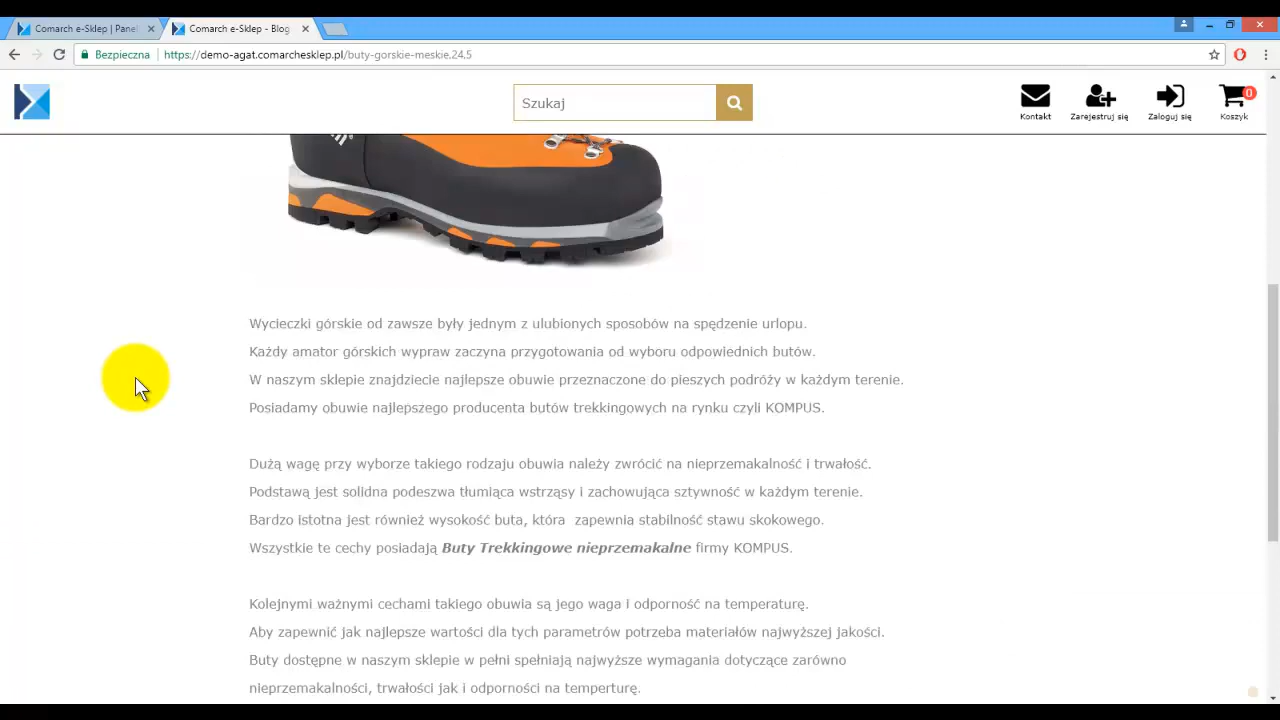 Comarch e-Sklep | Panel
Comarch e-Sklep - Blog
Bezpieczna
https://demo-agat.comarchesklep.pl/buty-gorskie-meskie.24.5
Szukaj
Kontakt
Zarejestruj się
Zaloguj się
0
Koszyk
Wycieczki górskie od zawsze były jednym z ulubionych sposobów na spędzenie urlopu.
Każdy amator górskich wypraw zaczyna przygotowania od wyboru odpowiednich butów.
W naszym sklepie znajdziecie najlepsze obuwie przeznaczone do pieszych podróży w każdym terenie.
Posiadamy obuwie najlepszego producenta butów trekkingowych na rynku czyli KOMPUS.
Dużą wagę przy wyborze takiego rodzaju obuwia należy zwrócić na nieprzemakalność i trwałość.
Podstawą jest solidna podeszwa tłumiąca wstrząsy i zachowująca sztywność w każdym terenie.
Bardzo istotna jest również wysokość buta, która  zapewnia stabilność stawu skokowego.
Wszystkie te cechy posiadają Buty Trekkingowe nieprzemakalne firmy KOMPUS.
Kolejnymi ważnymi cechami takiego obuwia są jego waga i odporność na temperaturę.
Aby zapewnić jak najlepsze wartości dla tych parametrów potrzeba materiałów najwyższej jakości.
Buty dostępne w naszym sklepie w pełni spełniają najwyższe wymagania dotyczące zarówno
nieprzemakalności, trwałości jak i odporności na temperturę.